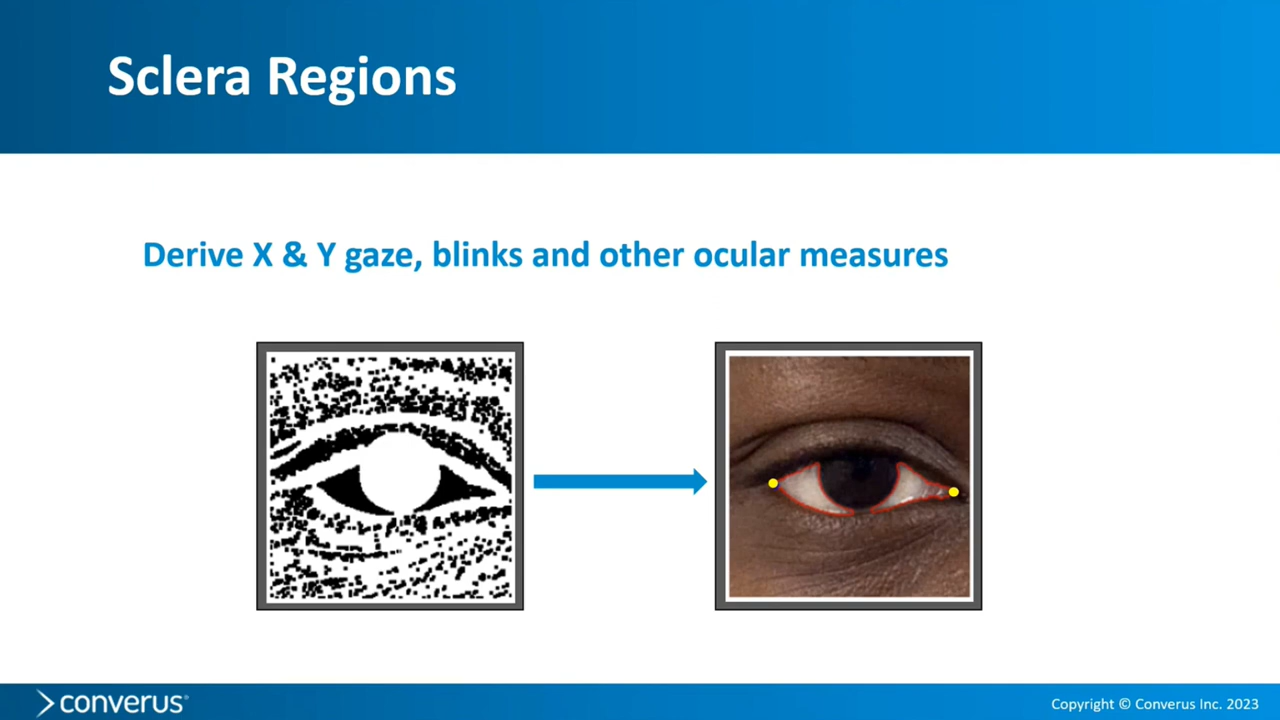 Sclera Regions
Derive X & Y gaze, blinks and other ocular measures
converus®
Copyright © Converus Inc. 2023